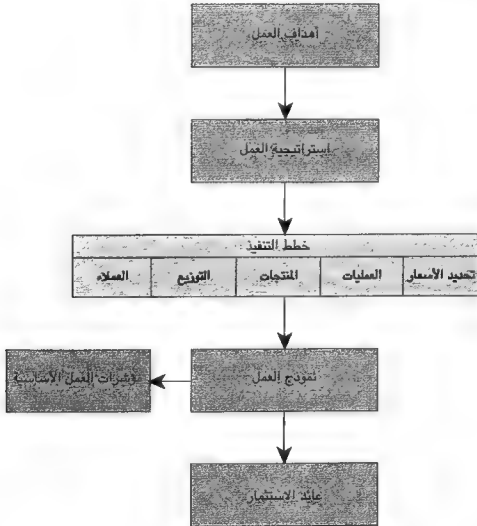 أهداف العمل
إستراتيجية العمل
خطط التنفيذ
تحديد الأسعار العمليات المنتجات التوزيع العملاء
نموذج العمل
مؤشرات العمل الأساسية
عائد الاستثمار